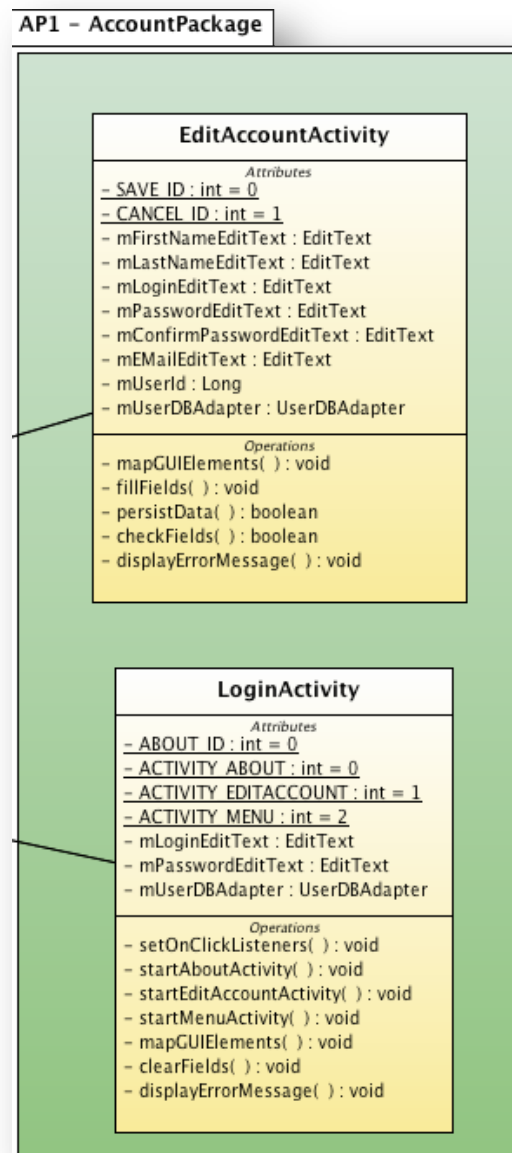 AP1 - AccountPackage
EditAccountActivity
Attributes
- SAVE_ID : int = 0
- CANCEL_ID : int = 1
- mFirstNameEditText : EditText
- mLastNameEditText : EditText
- mLoginEditText : EditText
- mPasswordEditText : EditText
- mConfirmPasswordEditText : EditText
- mEMailEditText : EditText
- mUserId : Long
- mUserDBAdapter : UserDBAdapter
Operations
- mapGUIElements( ) : void
- fillFields( ) : void
- persistData( ) : boolean
- checkFields( ) : boolean
- displayErrorMessage( ) : void
LoginActivity
Attributes
- ABOUT_ID : int = 0
- ACTIVITY_ABOUT : int = 0
- ACTIVITY_EDITACCOUNT : int = 1
- ACTIVITY_MENU : int = 2
- mLoginEditText : EditText
- mPasswordEditText : EditText
- mUserDBAdapter : UserDBAdapter
Operations
- setOnClickListeners( ) : void
- startAboutActivity( ) : void
- startEditAccountActivity( ) : void
- startMenuActivity( ) : void
- mapGUIElements( ) : void
- clearFields( ) : void
- displayErrorMessage( ) : void